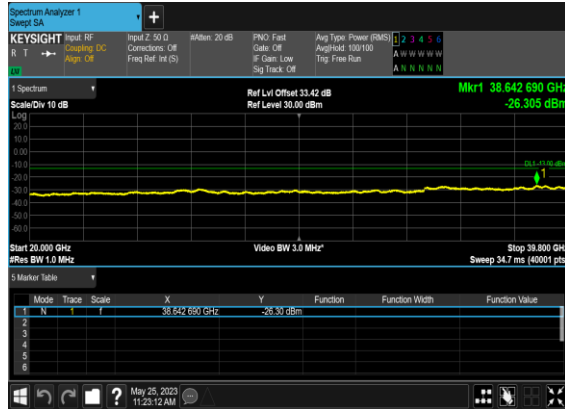 Spectrum Analyzer 1
Swept SA
+
KEYSIGHT Input: RF Input Z: 50 Ω #Atten: 20 dB PNO: Fast Avg Type: Power (RMS) 1 2 3 4 5 6
R T Coupling: DC Corrections: Off Gate: Off Avg|Hold: 100/100 A W W W W W
Align: Off Freq Ref: Int (S) IF Gain: Low Trig: Free Run
LW Sig Track: Off A N N N N N
1 Spectrum Ref Lvl Offset 33.42 dB Mkr1 38.642 690 GHz
Scale/Div 10 dB Ref Level 30.00 dBm -26.305 dBm
Log
20.0
10.0
0.00
-10.0
DL1 -13.00 dBm
1
-20.0
-30.0
-40.0
-50.0
-60.0
Start 20.000 GHz Video BW 3.0 MHz* Stop 39.800 GHz
#Res BW 1.0 MHz Sweep 34.7 ms (40001 pts)
5 Marker Table
Mode Trace Scale X Y Function Function Width Function Value
1 N 1 f 38.642 690 GHz -26.30 dBm
2
3
4
5
6
? May 25, 2023
11:23:12 AM